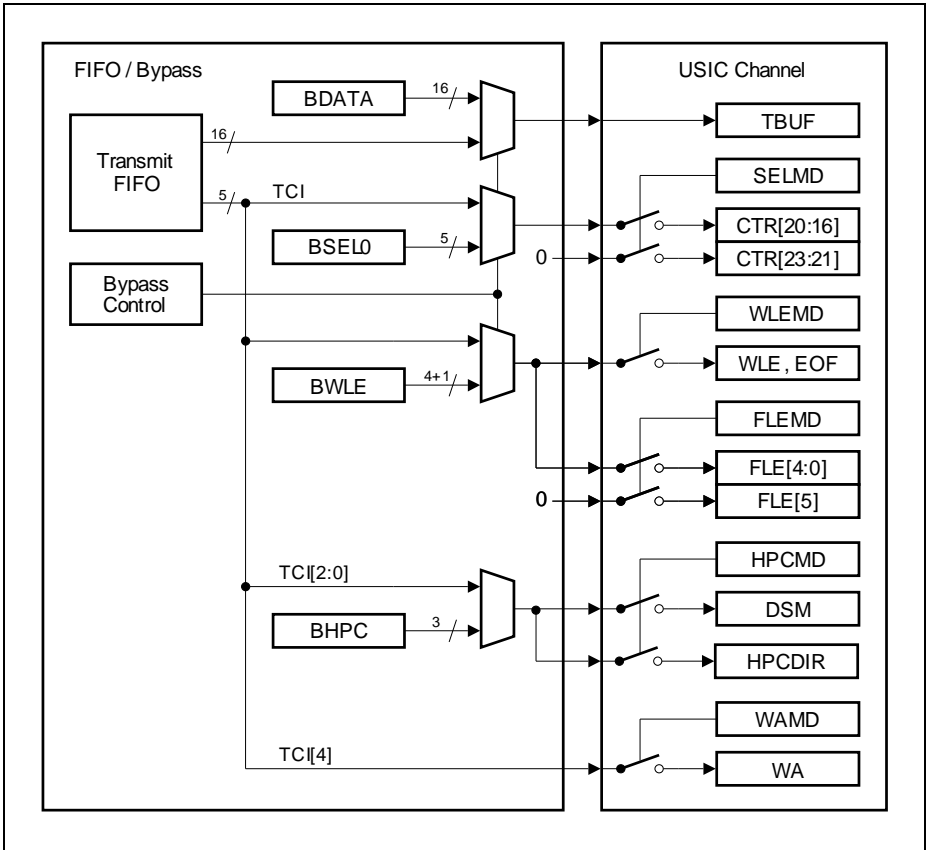 FIFO / Bypass
USIC Channel
BDATA
16
TBUF
16
Transmit
FIFO
SELMD
5
TCI
CTR[20:16]
BSEL0
5
0
CTR[23:21]
Bypass
Control
WLEMD
WLE , EOF
BWLE
4+1
FLEMD
FLE[4:0]
0
FLE[5]
HPCMD
TCI[2:0]
DSM
BHPC
3
HPCDIR
WAMD
TCI[4]
WA